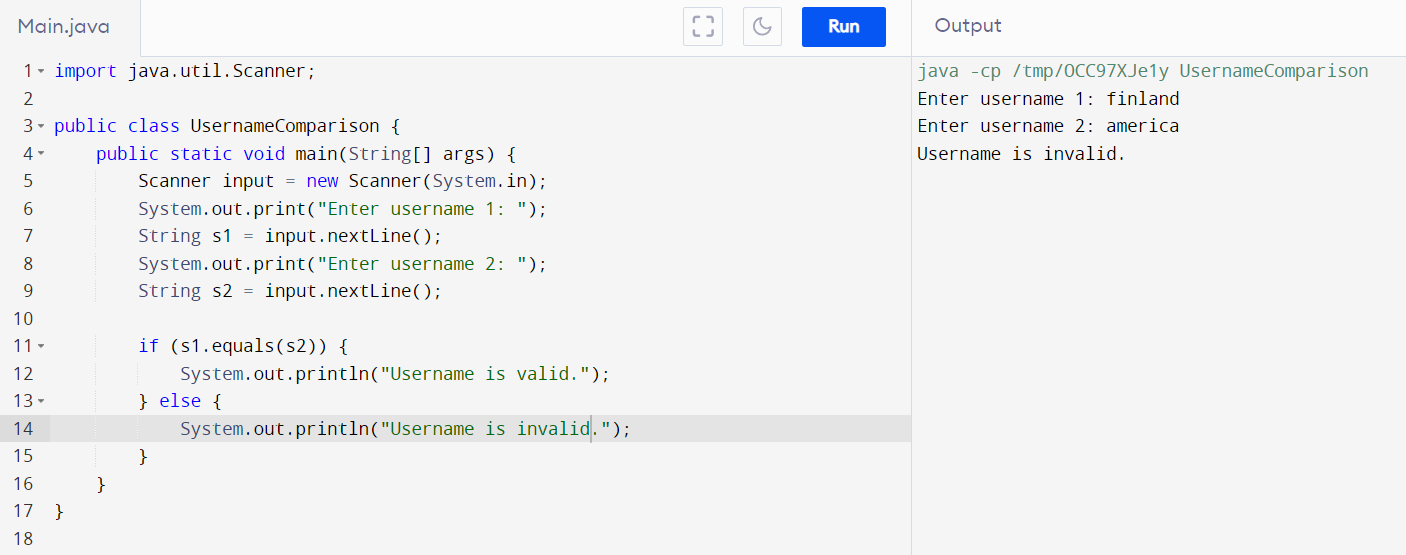 Main.java
Run
Output
1 import java.util.Scanner;
2
3 public class UsernameComparison {
4     public static void main(String[] args) {
5         Scanner input = new Scanner(System.in);
6         System.out.print("Enter username 1: ");
7         String s1 = input.nextLine();
8         System.out.print("Enter username 2: ");
9         String s2 = input.nextLine();
10
11         if (s1.equals(s2)) {
12             System.out.println("Username is valid.");
13         } else {
14             System.out.println("Username is invalid.");
15         }
16     }
17 }
18
java -cp /tmp/OCC97XJe1y UsernameComparison
Enter username 1: finland
Enter username 2: america
Username is invalid.